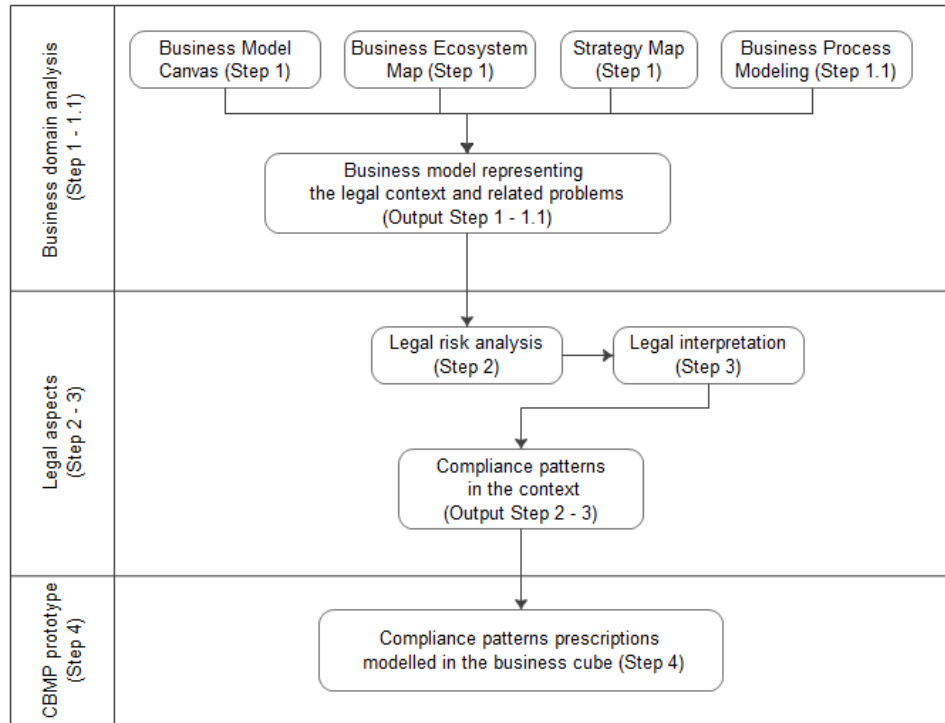 Business domain analysis
(Step 1 - 1.1)
Business Model
Canvas (Step 1)
Business Ecosystem
Map (Step 1)
Strategy Map
(Step 1)
Business Process
Modeling (Step 1.1)
Business model representing
the legal context and related problems
(Output Step 1 - 1.1)
Legal aspects
(Step 2 - 3)
Legal risk analysis
(Step 2)
Legal interpretation
(Step 3)
Compliance patterns
in the context
(Output Step 2 - 3)
CBMP prototype
(Step 4)
Compliance patterns prescriptions
modelled in the business cube (Step 4)